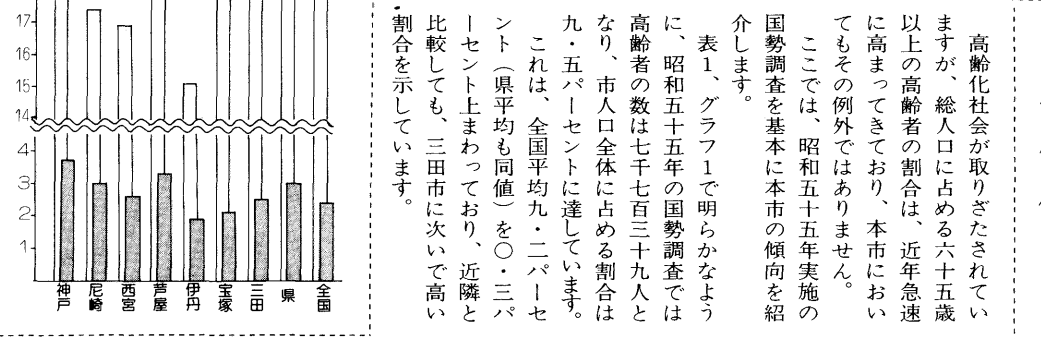 高齢化社会が取りざたされてい
ますが、総人口に占める六十五歳
以上の高齢者の割合は、近年急速
に高まってきており、本市におい
てもその例外ではありません。
ここでは、昭和五十五年実施の
国勢調査を基本に本市の傾向を紹
介します。
表1、グラフ1で明らかなよう
に、昭和五十五年の国勢調査では
高齢者の数は七千七百三十九人と
なり、市人口全体に占める割合は
九・五パーセントに達しています。
これは、全国平均九・二パーセ
ント（県平均も同値）を〇・三パ
ーセント上まわっており、近隣と
比較しても、三田市に次いで高い
割合を示しています。
17
16
15
14
4
3
2
1
神戸
尼崎
西宮
芦屋
伊丹
宝塚
三田
県
全国